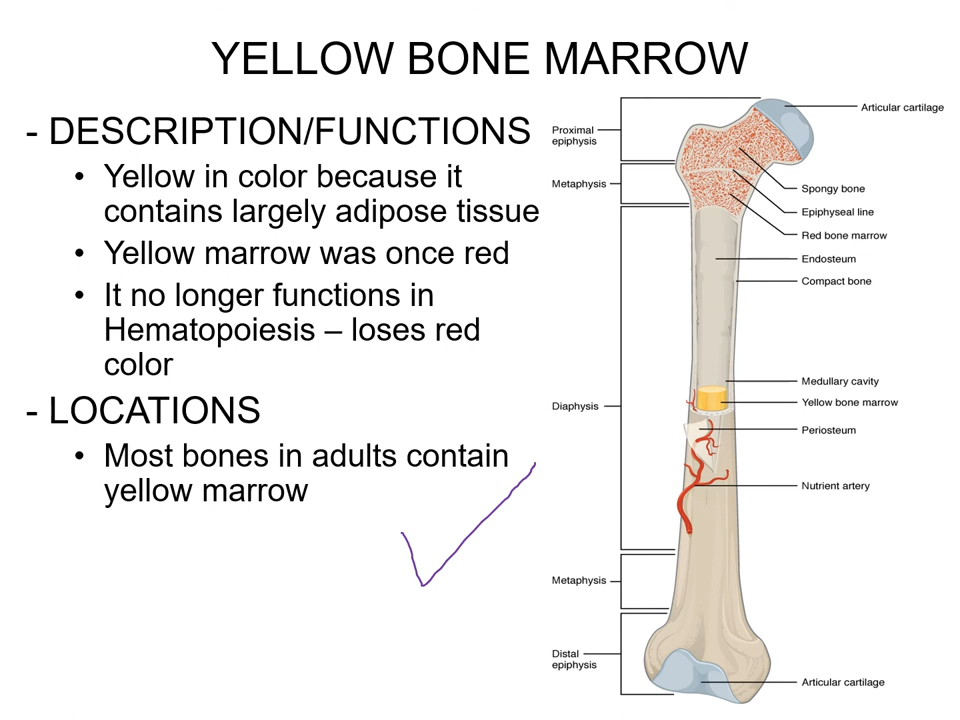 YELLOW BONE MARROW
- DESCRIPTION/FUNCTIONS
• Yellow in color because it
contains largely adipose tissue
• Yellow marrow was once red
• It no longer functions in
Hematopoiesis – loses red
color
- LOCATIONS
• Most bones in adults contain
yellow marrow
Proximal
epiphysis
Metaphysis
Diaphysis
Metaphysis
Distal
epiphysis
Articular cartilage
Spongy bone
Epiphyseal line
Red bone marrow
Endosteum
Compact bone
Medullary cavity
Yellow bone marrow
Periosteum
Nutrient artery
Articular cartilage